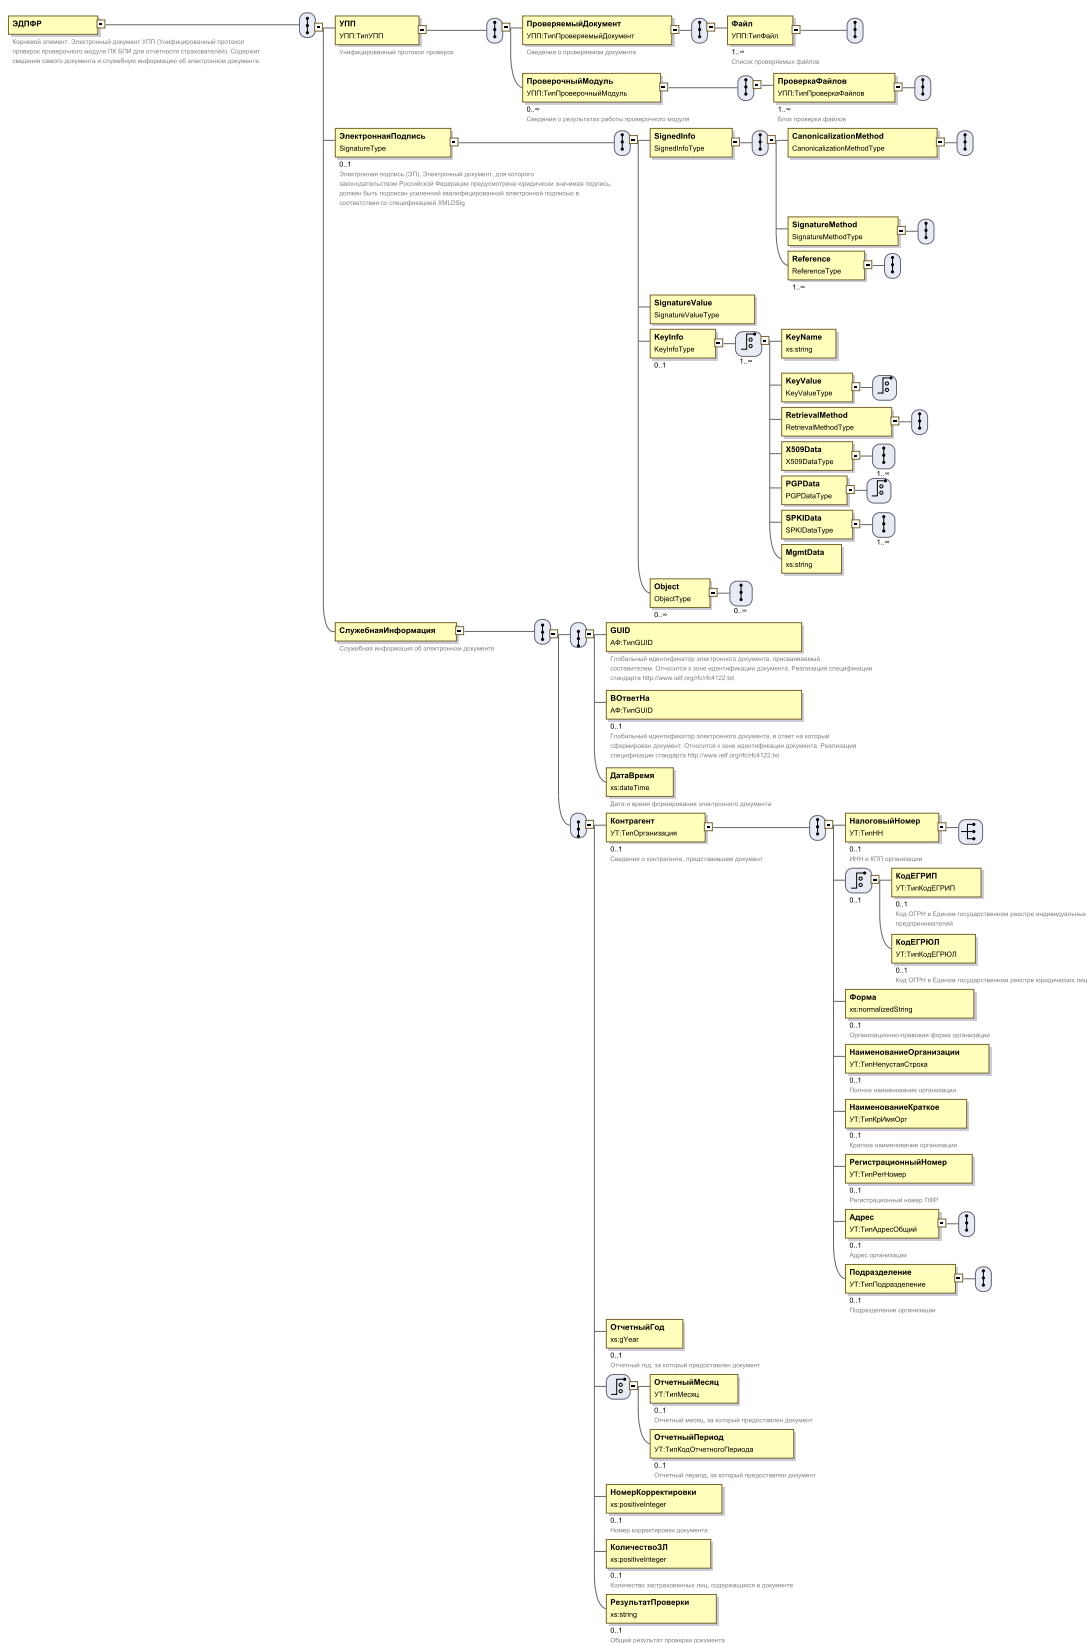 ЭДПФР
Корневой элемент. Электронный документ УПП (Унифицированный протокол
проверок проверочного модуля ПК БПИ для отчетности страхователей). Содержит
сведения самого документа и служебную информацию об электронном документе.
УПП
УПП:ТипУПП
Унифицированный протокол проверок
ПроверяемыйДокумент
УПП:ТипПроверяемыйДокумент
Сведения о проверяемом документе
Файл
УПП:ТипФайл
1..∞
Список проверяемых файлов
ПроверочныйМодуль
УПП:ТипПроверочныйМодуль
0..∞
Сведения о результатах работы проверочного модуля
ПроверкаФайлов
УПП:ТипПроверкаФайлов
1..∞
Блок проверки файлов
ЭлектроннаяПодпись
SignatureType
0..1
Электронная подпись (ЭП). Электронный документ, для которого
законодательством Российской Федерации предусмотрена юридически значимая подпись,
должен быть подписан усиленной квалифицированной электронной подписью в
соответствии со спецификацией XMLDSig
SignedInfo
SignedInfoType
CanonicalizationMethod
CanonicalizationMethodType
SignatureMethod
SignatureMethodType
Reference
ReferenceType
1..∞
SignatureValue
SignatureValueType
KeyInfo
KeyInfoType
0..1
1..∞
KeyName
xs:string
KeyValue
KeyValueType
RetrievalMethod
RetrievalMethodType
X509Data
X509DataType
1..∞
PGPData
PGPDataType
SPKIData
SPKIDataType
1..∞
MgmtData
xs:string
Object
ObjectType
0..∞
0..∞
СлужебнаяИнформация
Служебная информация об электронном документе
GUID
АФ:ТипGUID
Глобальный идентификатор электронного документа, присваиваемый
составителем. Относится к зоне идентификации документа. Реализация спецификации
стандарта http://www.ietf.org/rfc/rfc4122.txt
ВОтветНа
АФ:ТипGUID
0..1
Глобальный идентификатор электронного документа, в ответ на который
сформирован документ. Относится к зоне идентификации документа. Реализация
спецификации стандарта http://www.ietf.org/rfc/rfc4122.txt
ДатаВремя
xs:dateTime
Дата и время формирования электронного документа
Контрагент
УТ:ТипОрганизация
0..1
Сведения о контрагенте, представившем документ
НалоговыйНомер
УТ:ТипНН
0..1
ИНН и КПП организации
0..1
КодЕГРИП
УТ:ТипКодЕГРИП
0..1
Код ОГРН в Едином государственном реестре индивидуальных
предпринимателей
КодЕГРЮЛ
УТ:ТипКодЕГРЮЛ
0..1
Код ОГРН в Едином государственном реестре юридических лиц
Форма
xs:normalizedString
0..1
Организационно-правовая форма организации
НаименованиеОрганизации
УТ:ТипНепустаяСтрока
0..1
Полное наименование организации
НаименованиеКраткое
УТ:ТипКрИмяОрг
0..1
Краткое наименование организации
РегистрационныйНомер
УТ:ТипРегНомер
0..1
Регистрационный номер ПФР
Адрес
УТ:ТипАдресОбщий
0..1
Адрес организации
Подразделение
УТ:ТипПодразделение
0..1
Подразделение организации
ОтчетныйГод
xs:gYear
0..1
Отчетный год, за который предоставлен документ
ОтчетныйМесяц
УТ:ТипМесяц
0..1
Отчетный месяц, за который предоставлен документ
ОтчетныйПериод
УТ:ТипКодОтчетногоПериода
0..1
Отчетный период, за который предоставлен документ
НомерКорректировки
xs:positiveInteger
0..1
Номер корректировки документа
КоличествоЗЛ
xs:positiveInteger
0..1
Количество застрахованных лиц, содержащихся в документе
РезультатПроверки
xs:string
0..1
Общий результат проверки документа